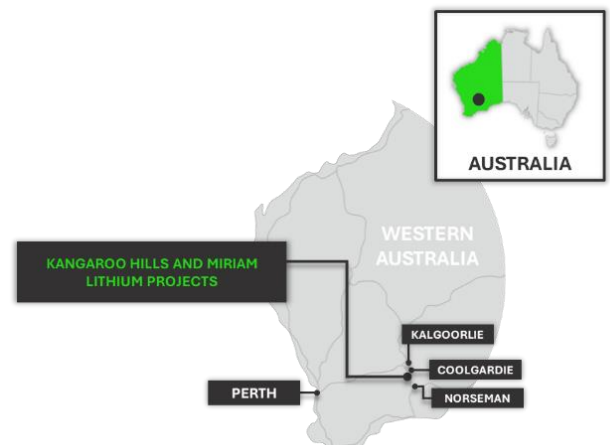 AUSTRALIA
WESTERN
AUSTRALIA
KANGAROO HILLS AND MIRIAM
LITHIUM PROJECTS
KALGOORLIE
COOLGARDIE
PERTH
NORSEMAN